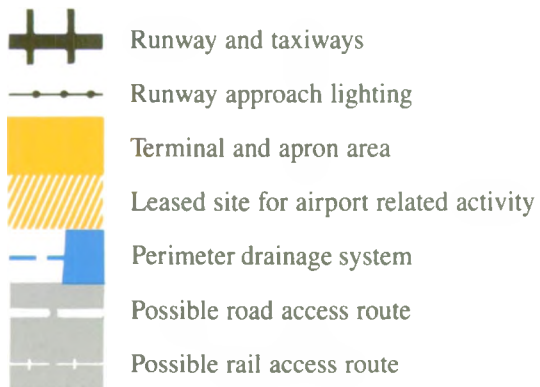 Runway and taxiways
Runway approach lighting
Terminal and apron area
Leased site for airport related activity
Perimeter drainage system
Possible road access route
Possible rail access route